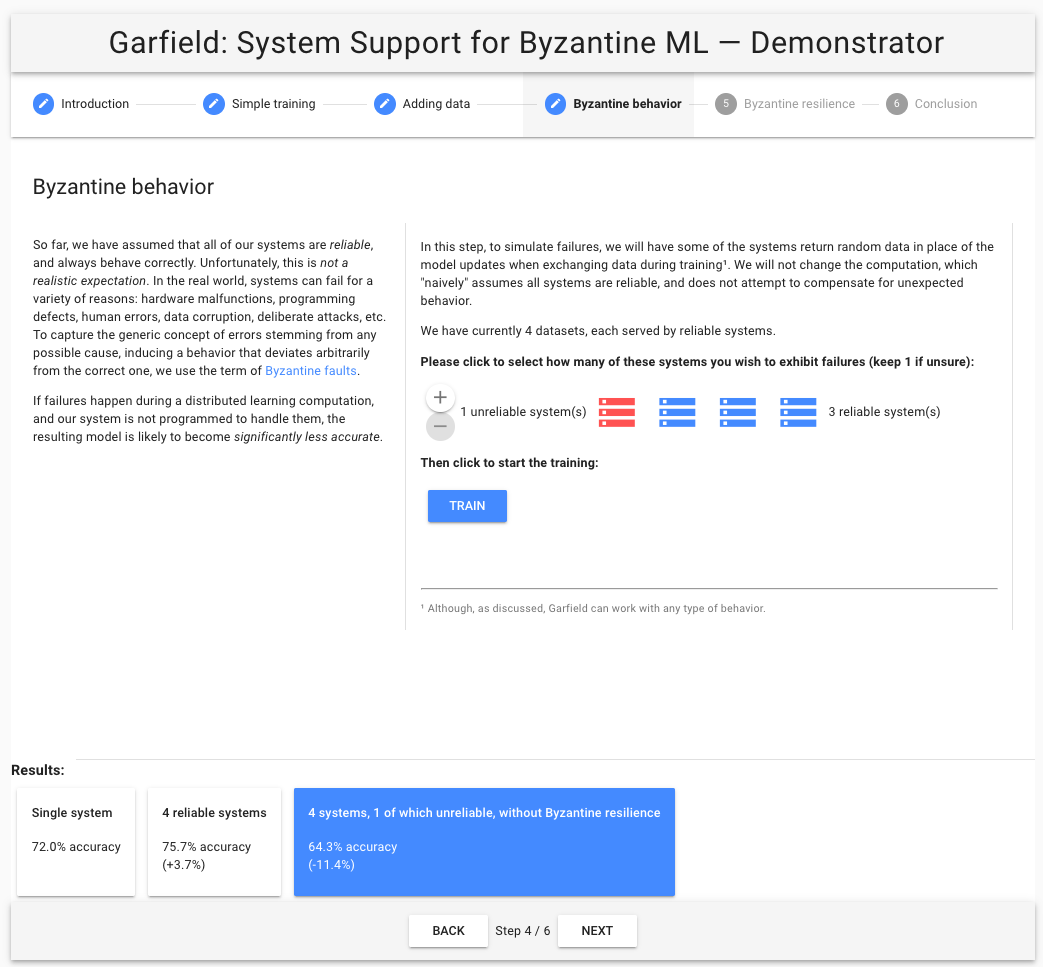 Garfield: System Support for Byzantine ML — Demonstrator
Introduction
Simple training
Adding data
Byzantine behavior
5 Byzantine resilience
6 Conclusion
Byzantine behavior
So far, we have assumed that all of our systems are reliable,
and always behave correctly. Unfortunately, this is not a
realistic expectation. In the real world, systems can fail for a
variety of reasons: hardware malfunctions, programming
defects, human errors, data corruption, deliberate attacks, etc.
To capture the generic concept of errors stemming from any
possible cause, inducing a behavior that deviates arbitrarily
from the correct one, we use the term of Byzantine faults.
If failures happen during a distributed learning computation,
and our system is not programmed to handle them, the
resulting model is likely to become significantly less accurate.
In this step, to simulate failures, we will have some of the systems return random data in place of the
model updates when exchanging data during training¹. We will not change the computation, which
"naively" assumes all systems are reliable, and does not attempt to compensate for unexpected
behavior.
We have currently 4 datasets, each served by reliable systems.
Please click to select how many of these systems you wish to exhibit failures (keep 1 if unsure):
1 unreliable system(s)
3 reliable system(s)
Then click to start the training:
TRAIN
¹ Although, as discussed, Garfield can work with any type of behavior.
Results:
Single system
72.0% accuracy
4 reliable systems
75.7% accuracy
(+3.7%)
4 systems, 1 of which unreliable, without Byzantine resilience
64.3% accuracy
(-11.4%)
BACK
Step 4 / 6
NEXT